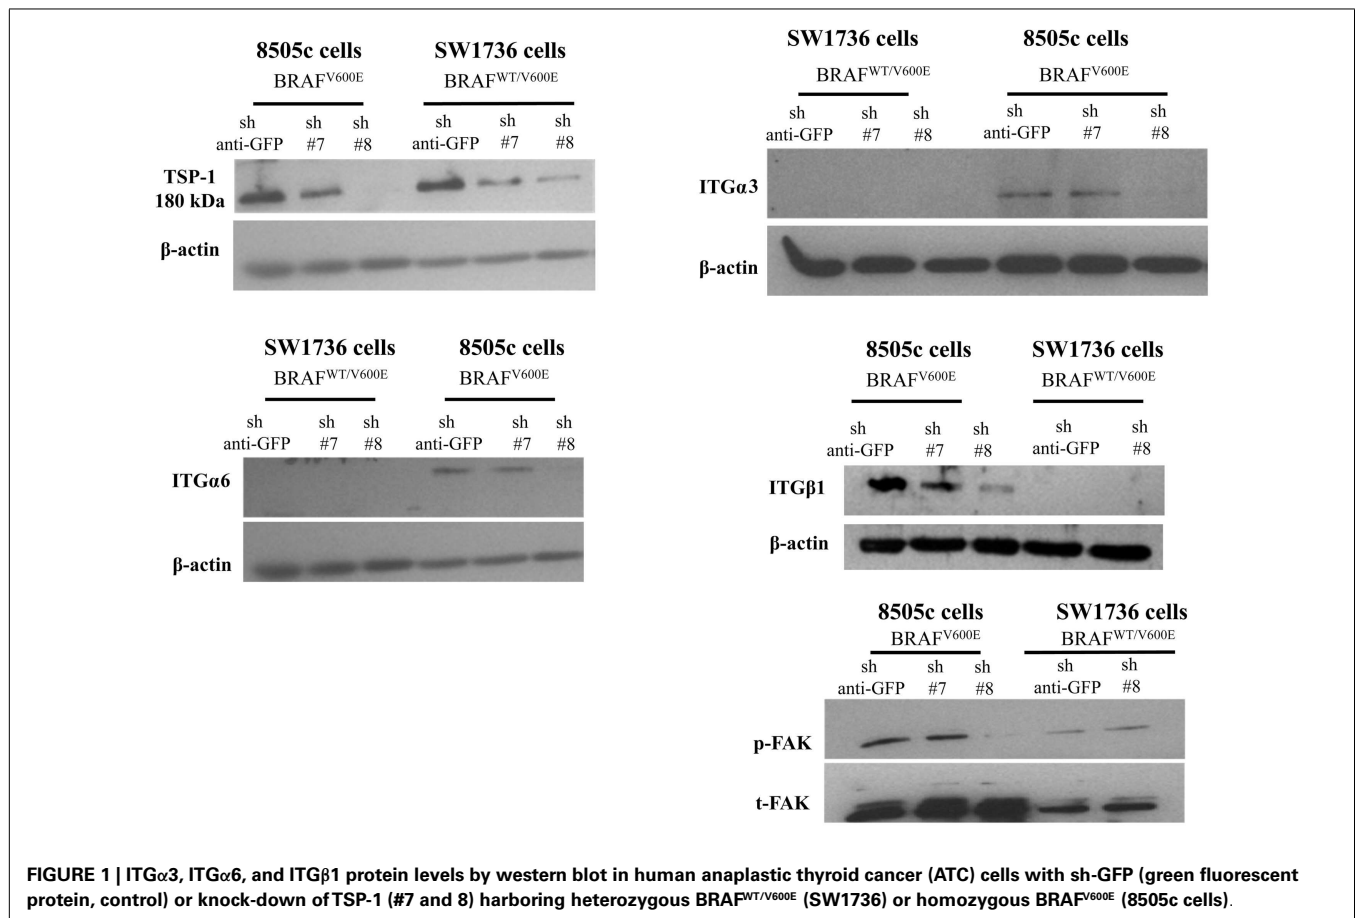 8505c cells SW1736 cells
BRAFV600E BRAFWT/V600E
sh sh sh sh sh sh
anti-GFP #7 #8 anti-GFP #7 #8
TSP-1
180 kDa
β-actin
SW1736 cells 8505c cells
BRAFWT/V600E BRAFV600E
sh sh sh sh sh sh
anti-GFP #7 #8 anti-GFP #7 #8
ITGα3
β-actin
SW1736 cells 8505c cells
BRAFWT/V600E BRAFV600E
sh sh sh sh sh sh
anti-GFP #7 #8 anti-GFP #7 #8
ITGα6
β-actin
8505c cells SW1736 cells
BRAFV600E BRAFWT/V600E
sh sh sh sh sh
anti-GFP #7 #8 anti-GFP #8
ITGβ1
β-actin
8505c cells SW1736 cells
BRAFV600E BRAFWT/V600E
sh sh sh sh sh
anti-GFP #7 #8 anti-GFP #8
p-FAK
t-FAK
FIGURE 1 | ITGα3, ITGα6, and ITGβ1 protein levels by western blot in human anaplastic thyroid cancer (ATC) cells with sh-GFP (green fluorescent
protein, control) or knock-down of TSP-1 (#7 and 8) harboring heterozygous BRAFWT/V600E (SW1736) or homozygous BRAFV600E (8505c cells).